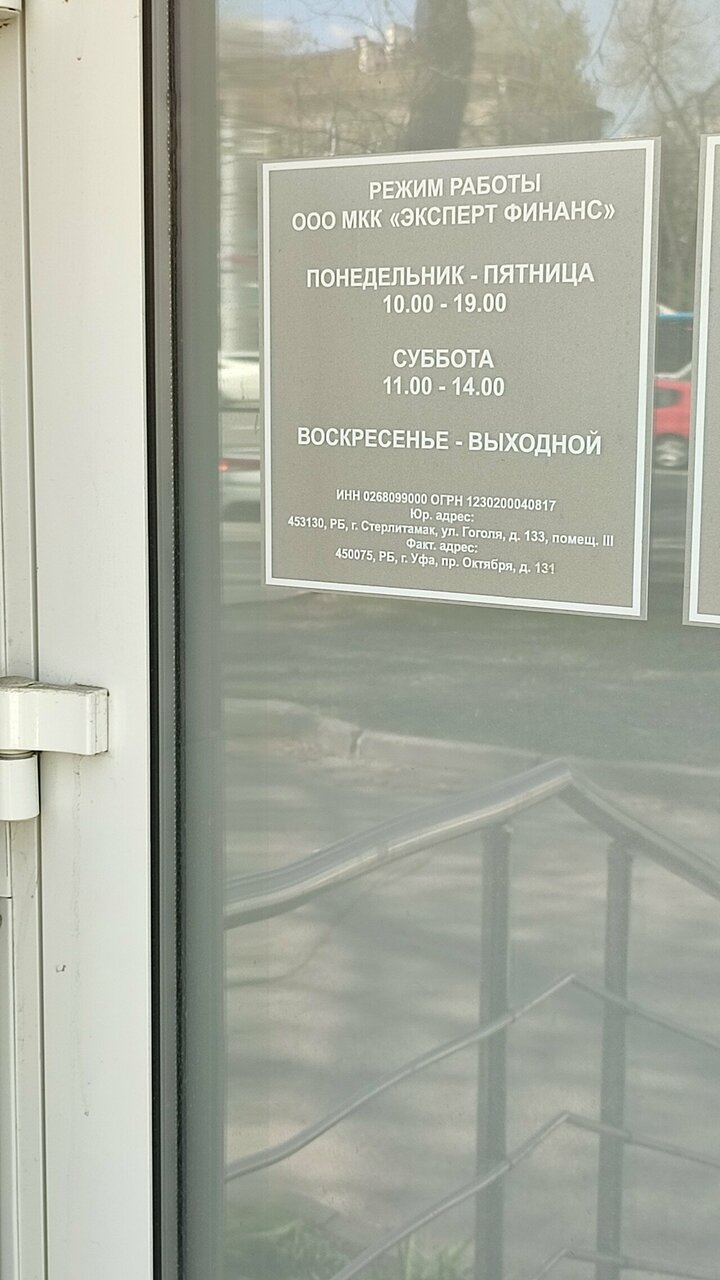 РЕЖИМ РАБОТЫ
ООО МКК «ЭКСПЕРТ ФИНАНС»
ПОНЕДЕЛЬНИК - ПЯТНИЦА
10.00 - 19.00
СУББОТА
11.00 - 14.00
ВОСКРЕСЕНЬЕ - ВЫХОДНОЙ
ИНН 0268099000 ОГРН 1230200040817
Юр. адрес:
453130, РБ, г. Стерлитамак, ул. Гоголя, д. 133, помещ. III
Факт. адрес:
450075, РБ, г. Уфа, пр. Октября, д. 131